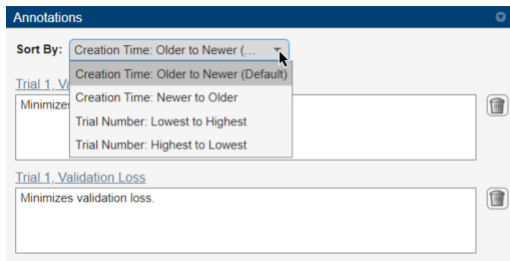 Annotations
Sort By: Creation Time: Older to Newer (...
Creation Time: Older to Newer (Default)
Trial 1, Va
Creation Time: Newer to Older
Minimizes
Trial Number: Lowest to Highest
Trial Number: Highest to Lowest
Trial 1, Validation Loss
Minimizes validation loss.